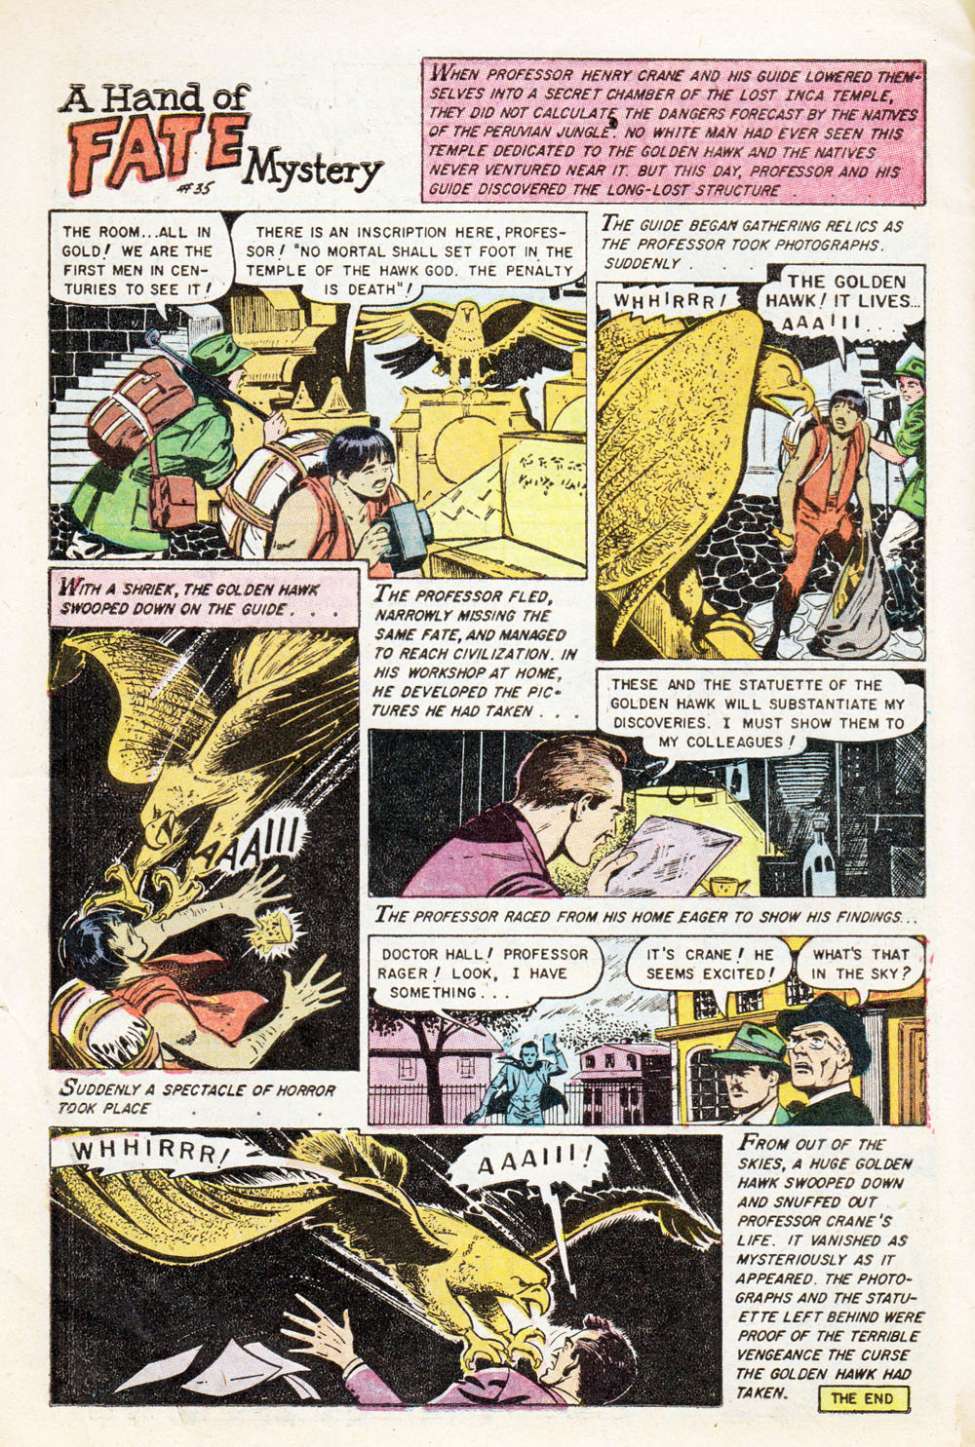 A Hand of
FATE
#35 Mystery
WHEN PROFESSOR HENRY CRANE AND HIS GUIDE LOWERED THEM-
SELVES INTO A SECRET CHAMBER OF THE LOST INCA TEMPLE,
THEY DID NOT CALCULATE THE DANGERS FORECAST BY THE NATIVES
OF THE PERUVIAN JUNGLE. NO WHITE MAN HAD EVER SEEN THIS
TEMPLE DEDICATED TO THE GOLDEN HAWK AND THE NATIVES
NEVER VENTURED NEAR IT. BUT THIS DAY, PROFESSOR AND HIS
GUIDE DISCOVERED THE LONG-LOST STRUCTURE . . .
THE ROOM...ALL IN
GOLD! WE ARE THE
FIRST MEN IN CEN-
TURIES TO SEE IT!
THERE IS AN INSCRIPTION HERE, PROFES-
SOR! "NO MORTAL SHALL SET FOOT IN THE
TEMPLE OF THE HAWK GOD. THE PENALTY
IS DEATH"!
THE GUIDE BEGAN GATHERING RELICS AS
THE PROFESSOR TOOK PHOTOGRAPHS.
SUDDENLY . . . .
WHHIRRR!
THE GOLDEN
HAWK! IT LIVES...
AAAIII...
WITH A SHRIEK, THE GOLDEN HAWK
SWOOPED DOWN ON THE GUIDE . . .
AAAIII
THE PROFESSOR FLED,
NARROWLY MISSING THE
SAME FATE, AND MANAGED
TO REACH CIVILIZATION. IN
HIS WORKSHOP AT HOME,
HE DEVELOPED THE PIC-
TURES HE HAD TAKEN . . .
THESE AND THE STATUETTE OF THE
GOLDEN HAWK WILL SUBSTANTIATE MY
DISCOVERIES. I MUST SHOW THEM TO
MY COLLEAGUES!
THE PROFESSOR RACED FROM HIS HOME EAGER TO SHOW HIS FINDINGS...
DOCTOR HALL! PROFESSOR
RAGER! LOOK, I HAVE
SOMETHING...
IT'S CRANE! HE
SEEMS EXCITED!
WHAT'S THAT
IN THE SKY?
SUDDENLY A SPECTACLE OF HORROR
TOOK PLACE . . . .
WHHIRRR!
AAAIII!
FROM OUT OF THE
SKIES, A HUGE GOLDEN
HAWK SWOOPED DOWN
AND SNUFFED OUT
PROFESSOR CRANE'S
LIFE. IT VANISHED AS
MYSTERIOUSLY AS IT
APPEARED. THE PHOTO-
GRAPHS AND THE STATU-
ETTE LEFT BEHIND WERE
PROOF OF THE TERRIBLE
VENGEANCE THE CURSE
THE GOLDEN HAWK HAD
TAKEN.
THE END